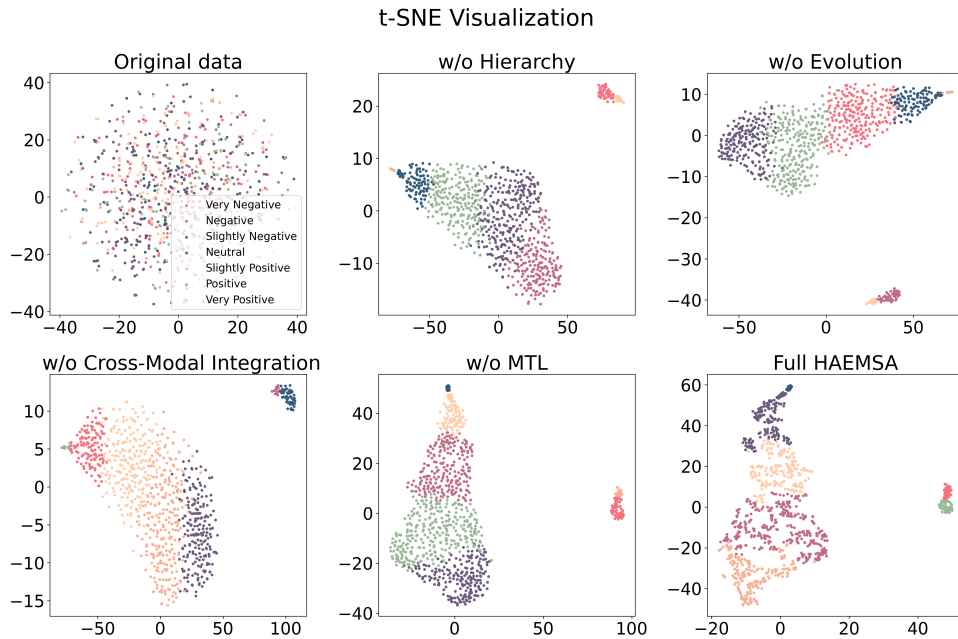 t-SNE Visualization
Original data
40
20
0
−20
−40
−40 −20 0 20 40
Very Negative
Negative
Slightly Negative
Neutral
Slightly Positive
Positive
Very Positive
w/o Hierarchy
20
10
0
−10
−50 0 50
w/o Evolution
10
0
−10
−20
−30
−40
−50 0 50
w/o Cross-Modal Integration
10
5
0
−5
−10
−15
−50 0 50 100
w/o MTL
40
20
0
−20
−40
0 50 100
Full HAEMSA
60
40
20
0
−20
−40
−20 0 20 40